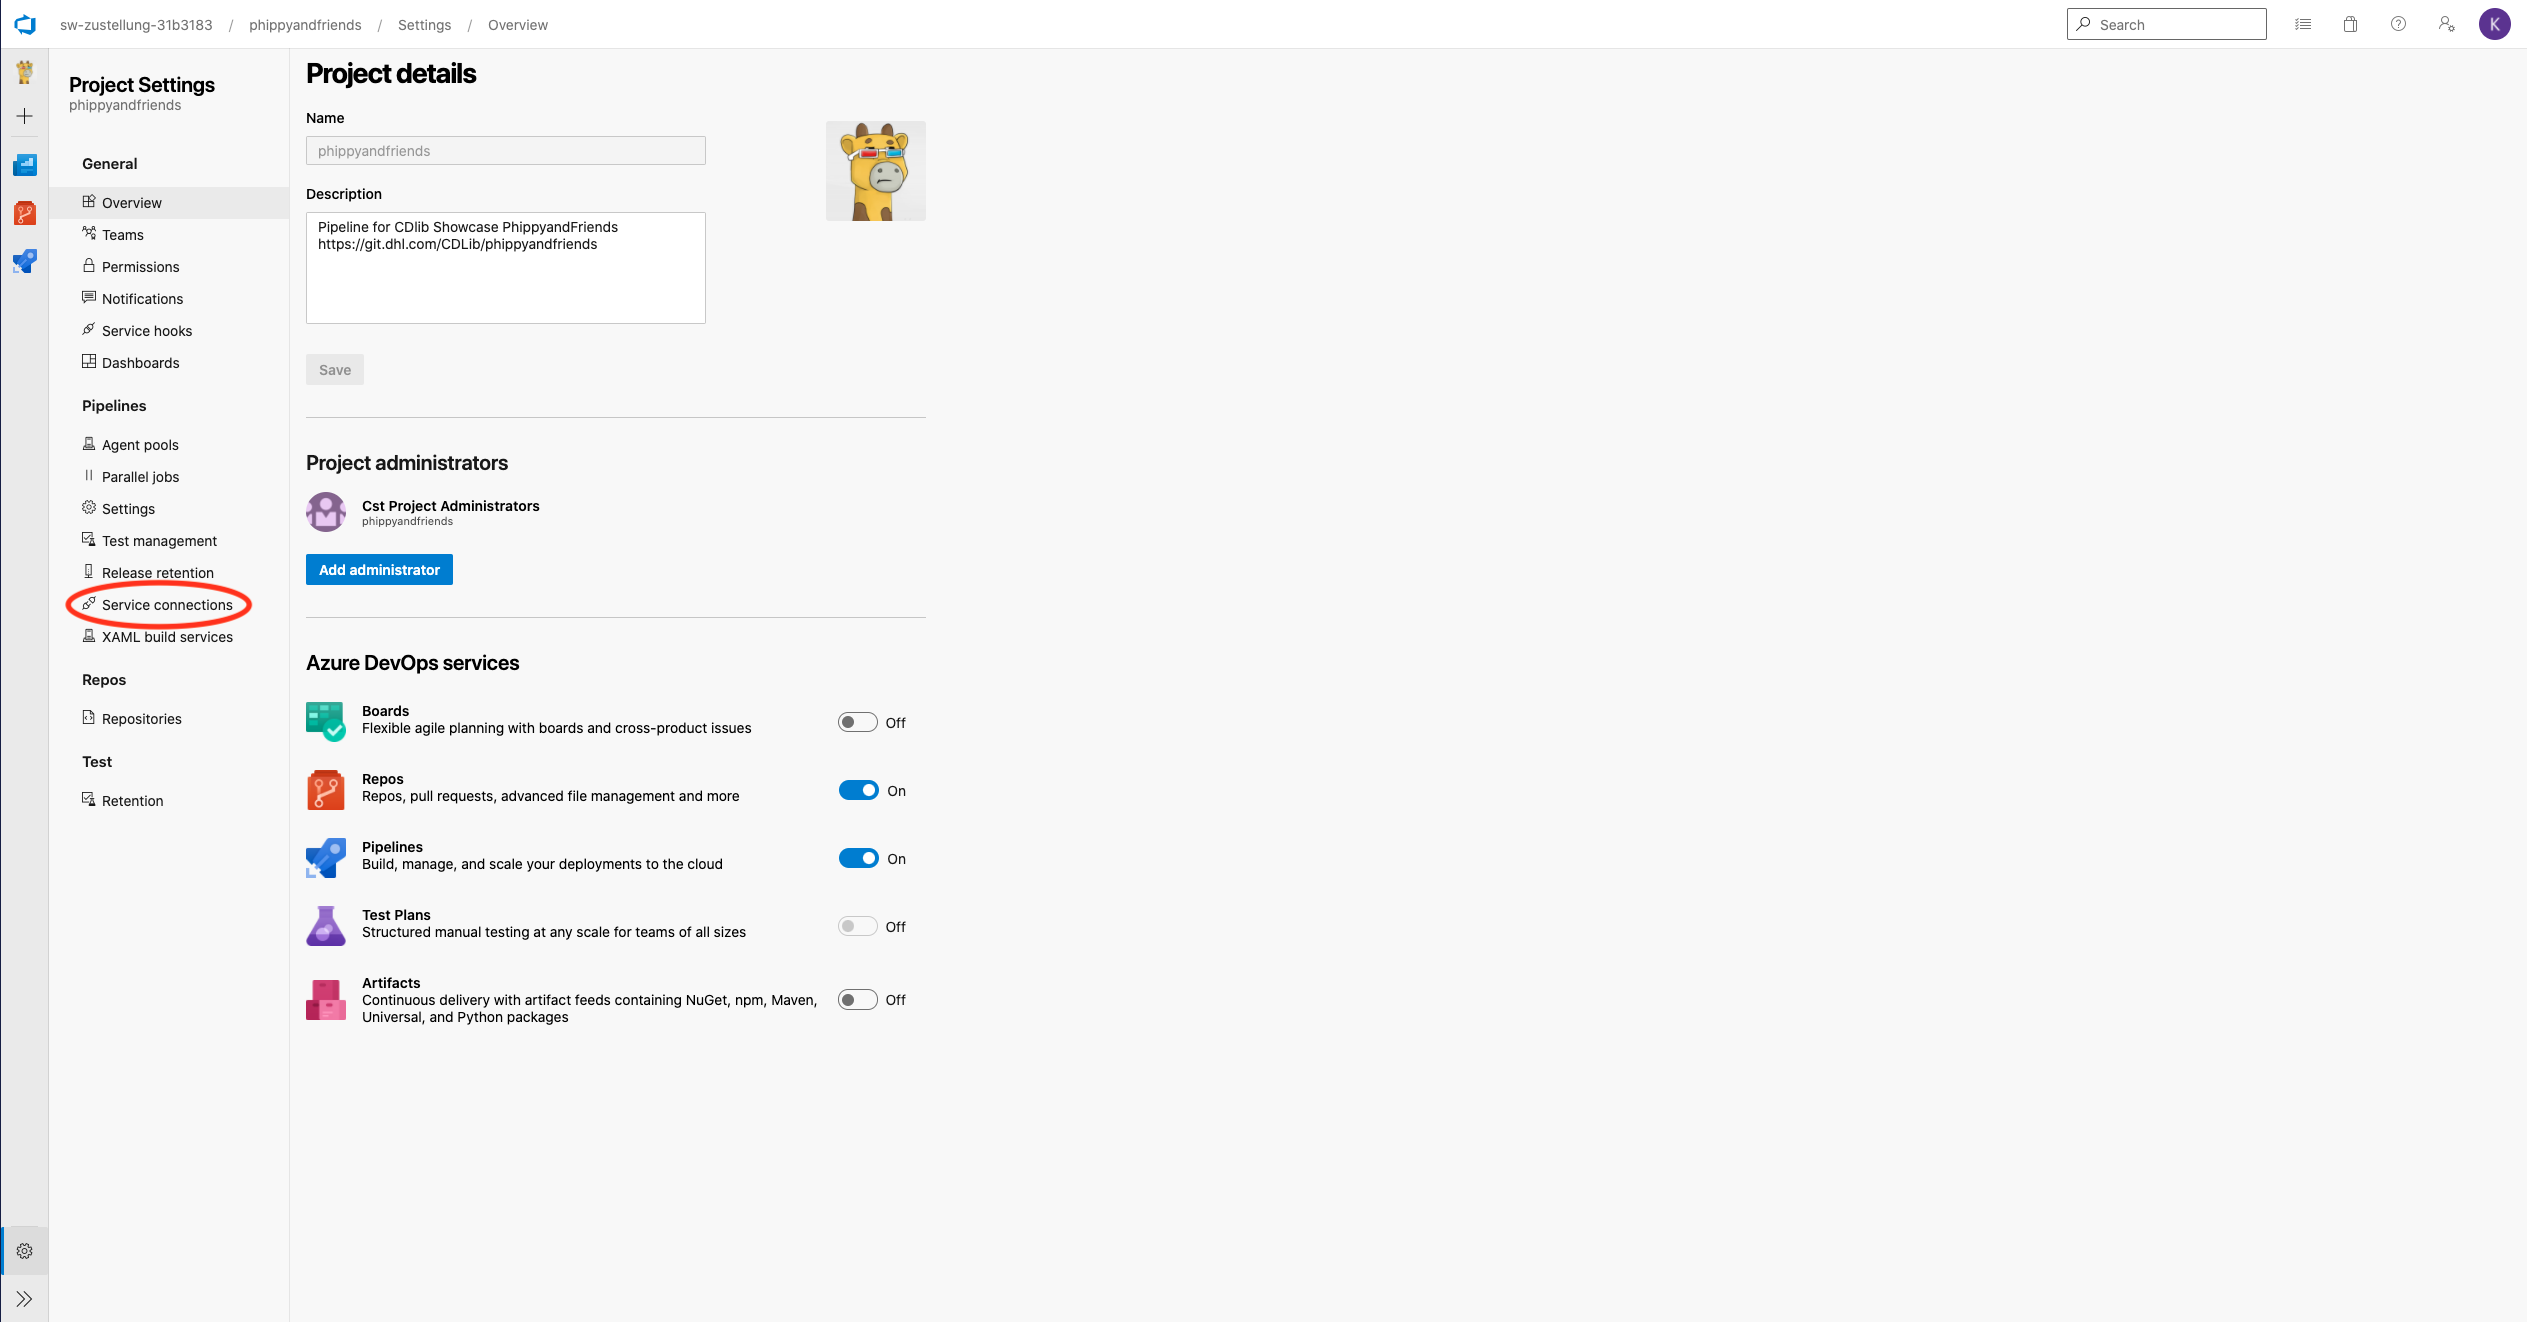 sw-zustellung-31b3183 / phippyandfriends / Settings / Overview
Search
K
Project Settings
phippyandfriends
General
Overview
Teams
Permissions
Notifications
Service hooks
Dashboards
Pipelines
Agent pools
Parallel jobs
Settings
Test management
Release retention
Service connections
XAML build services
Repos
Repositories
Test
Retention
Project details
Name
phippyandfriends
Description
Pipeline for CDlib Showcase PhippyandFriends
https://git.dhl.com/CDLib/phippyandfriends
Save
Project administrators
Cst Project Administrators
phippyandfriends
Add administrator
Azure DevOps services
Boards
Flexible agile planning with boards and cross-product issues
Off
Repos
Repos, pull requests, advanced file management and more
On
Pipelines
Build, manage, and scale your deployments to the cloud
On
Test Plans
Structured manual testing at any scale for teams of all sizes
Off
Artifacts
Continuous delivery with artifact feeds containing NuGet, npm, Maven,
Universal, and Python packages
Off